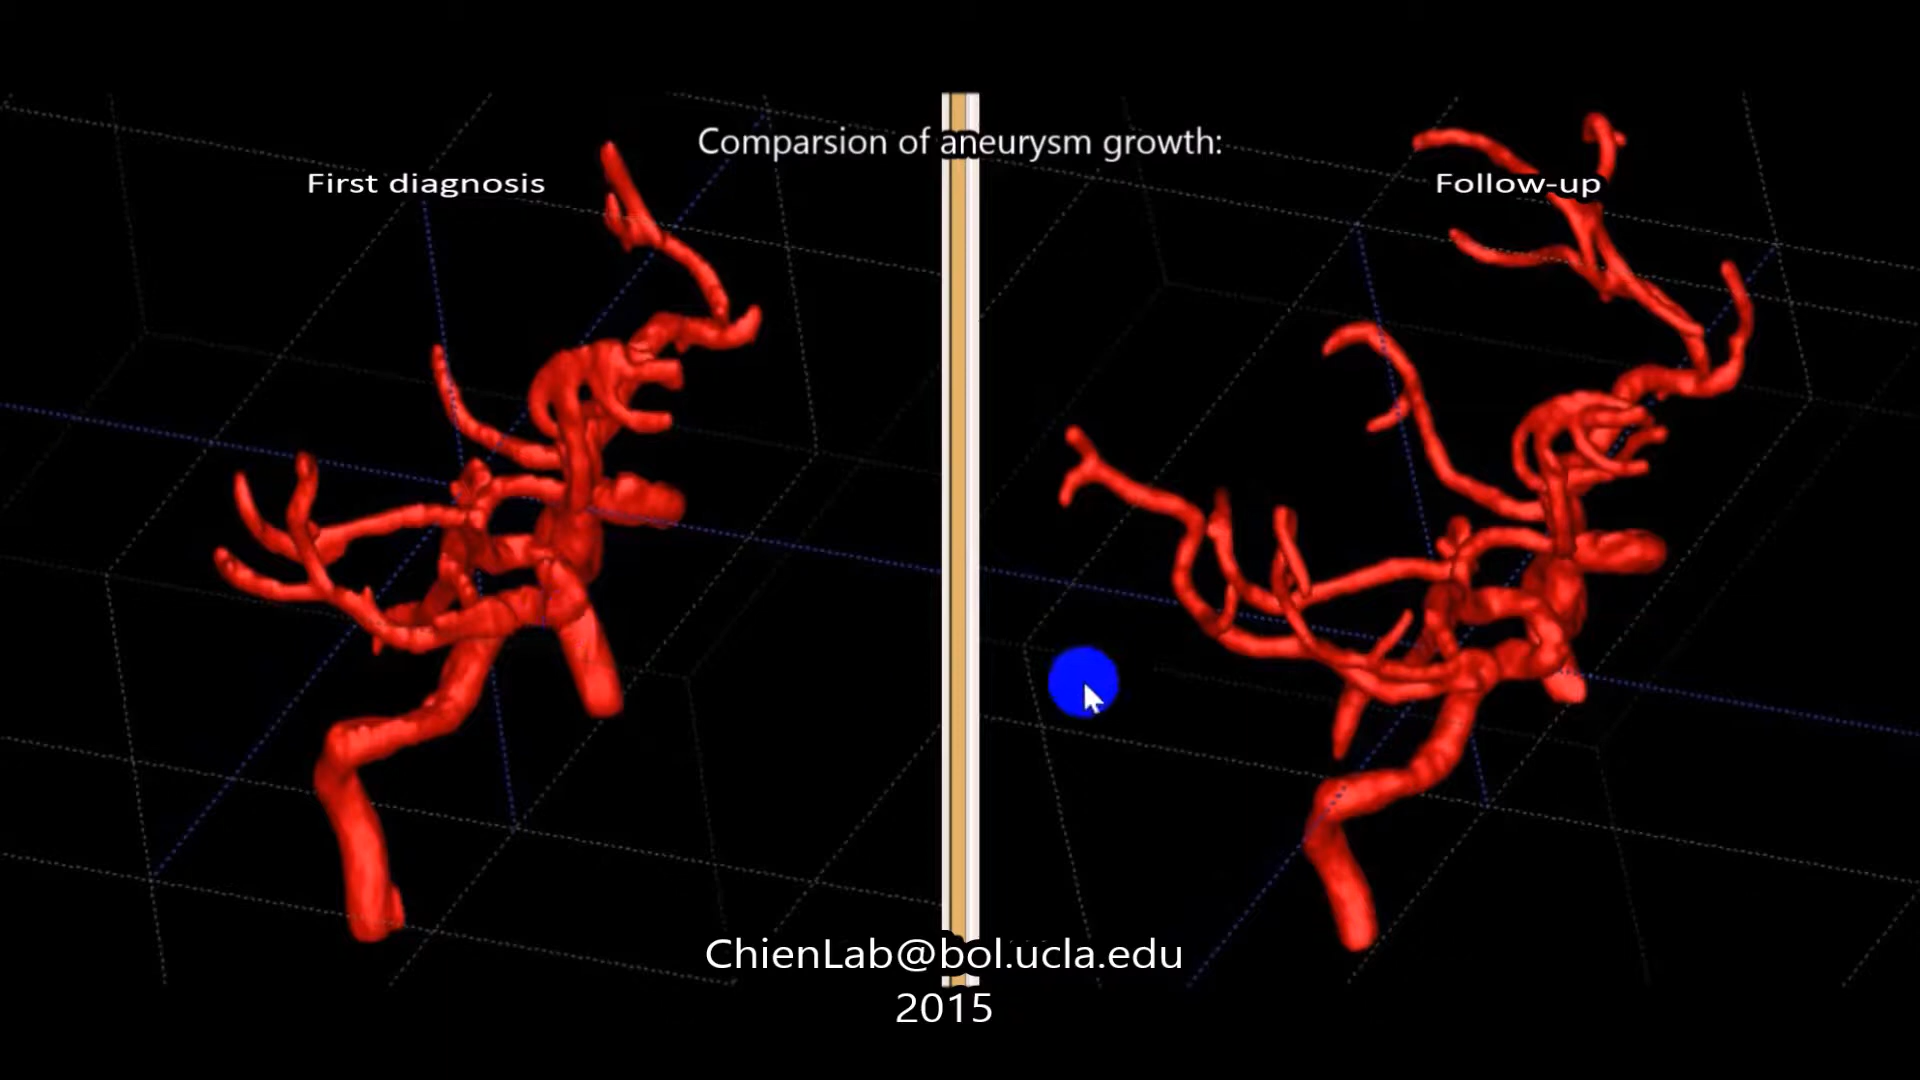 Comparsion of aneurysm growth:
First diagnosis
Follow-up
ChienLab@bol.ucla.edu
2015